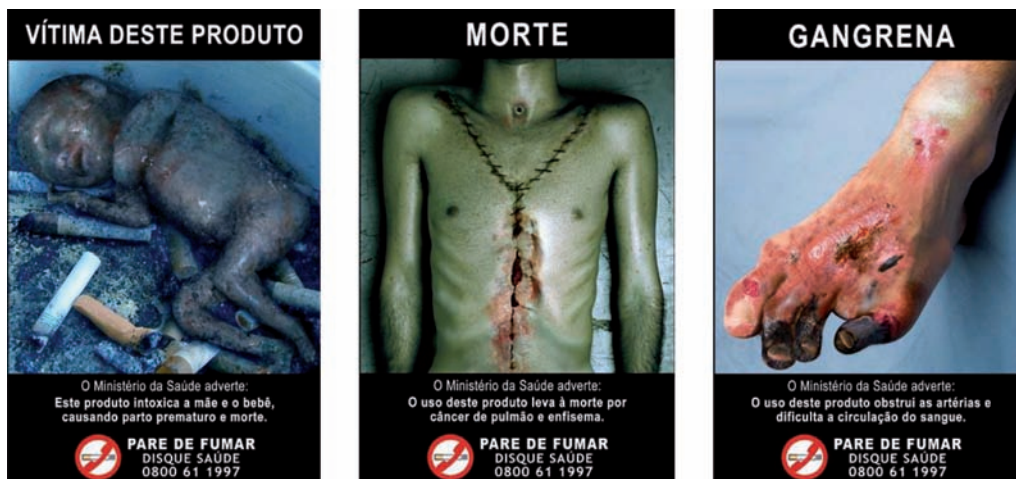 VÍTIMA DESTE PRODUTO
O Ministério da Saúde adverte:
Este produto intoxica a mãe e o bebê,
causando parto prematuro e morte.
PARE DE FUMAR
DISQUE SAÚDE
0800 61 1997
MORTE
O Ministério da Saúde adverte:
O uso deste produto leva à morte por
câncer de pulmão e enfisema.
PARE DE FUMAR
DISQUE SAÚDE
0800 61 1997
GANGRENA
O Ministério da Saúde adverte:
O uso deste produto obstrui as artérias e
dificulta a circulação do sangue.
PARE DE FUMAR
DISQUE SAÚDE
0800 61 1997